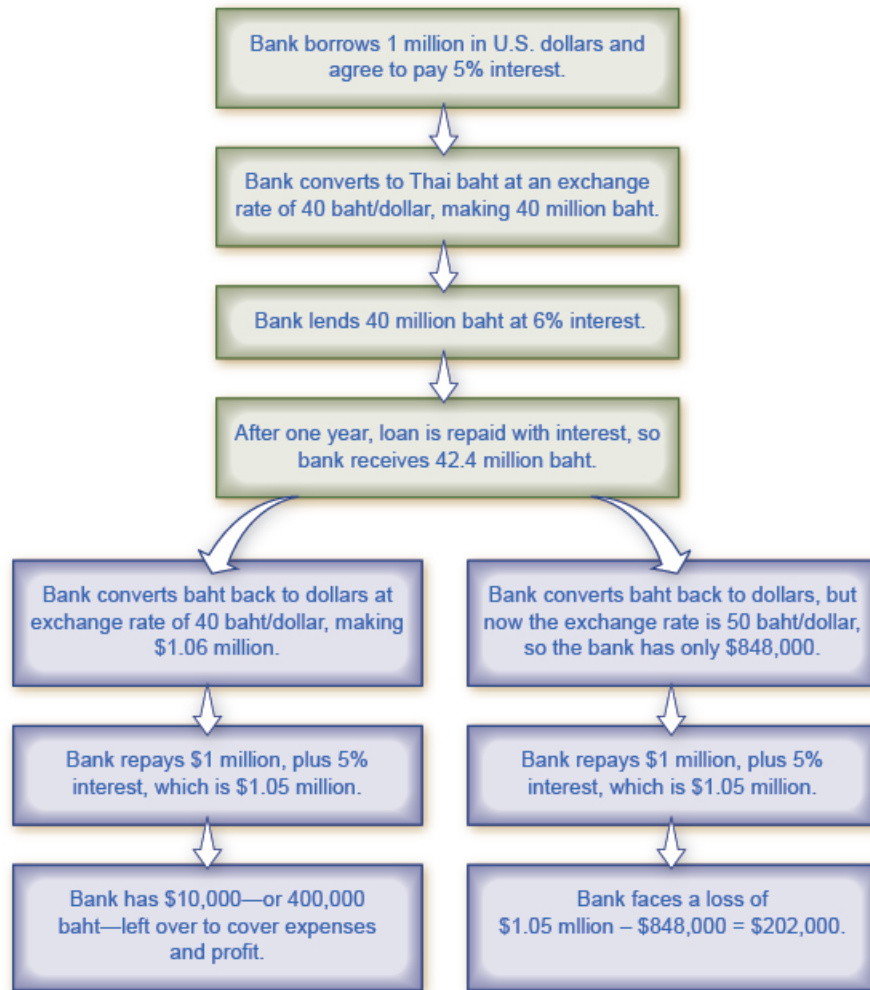 Bank borrows 1 million in U.S. dollars and
agree to pay 5% interest.
Bank converts to Thai baht at an exchange
rate of 40 baht/dollar, making 40 million baht.
Bank lends 40 million baht at 6% interest.
After one year, loan is repaid with interest, so
bank receives 42.4 million baht.
Bank converts baht back to dollars at
exchange rate of 40 baht/dollar, making
$1.06 million.
Bank repays $1 million, plus 5%
interest, which is $1.05 million.
Bank has $10,000—or 400,000
baht—left over to cover expenses
and profit.
Bank converts baht back to dollars, but
now the exchange rate is 50 baht/dollar,
so the bank has only $848,000.
Bank repays $1 million, plus 5%
interest, which is $1.05 million.
Bank faces a loss of
$1.05 mllion – $848,000 = $202,000.